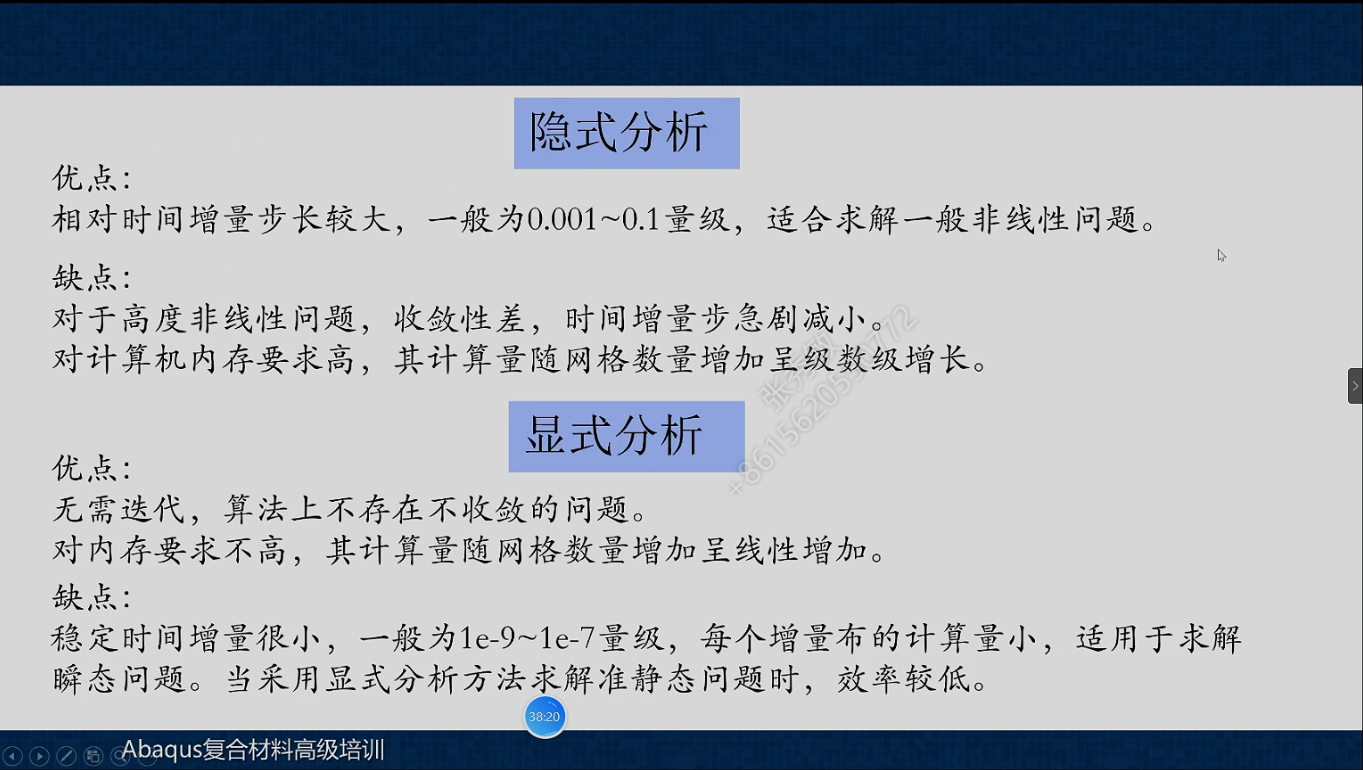 隐式分析
优点：
相对时间增量步长较大，一般为0.001~0.1量级，适合求解一般非线性问题。
缺点：
对于高度非线性问题，收敛性差，时间增量步急剧减小。
对计算机内存要求高，其计算量随网格数量增加呈级数级增长。
显式分析
优点：
无需迭代，算法上不存在不收敛的问题。
对内存要求不高，其计算量随网格数量增加呈线性增加。
缺点：
稳定时间增量很小，一般为1e-9~1e-7量级，每个增量布的计算量小，适用于求解
瞬态问题。当采用显式分析方法求解准静态问题时，效率较低。
38:20
Abaqus复合材料高级培训